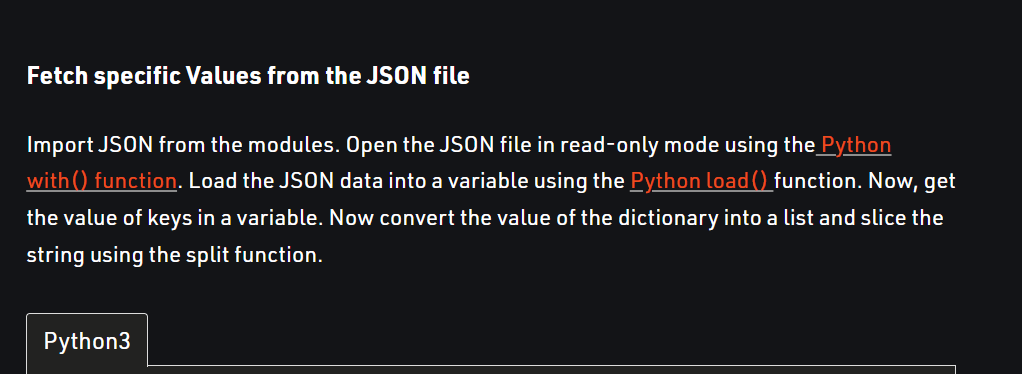 Fetch specific Values from the JSON file
Import JSON from the modules. Open the JSON file in read-only mode using the Python
with() function. Load the JSON data into a variable using the Python load() function. Now, get
the value of keys in a variable. Now convert the value of the dictionary into a list and slice the
string using the split function.
Python3